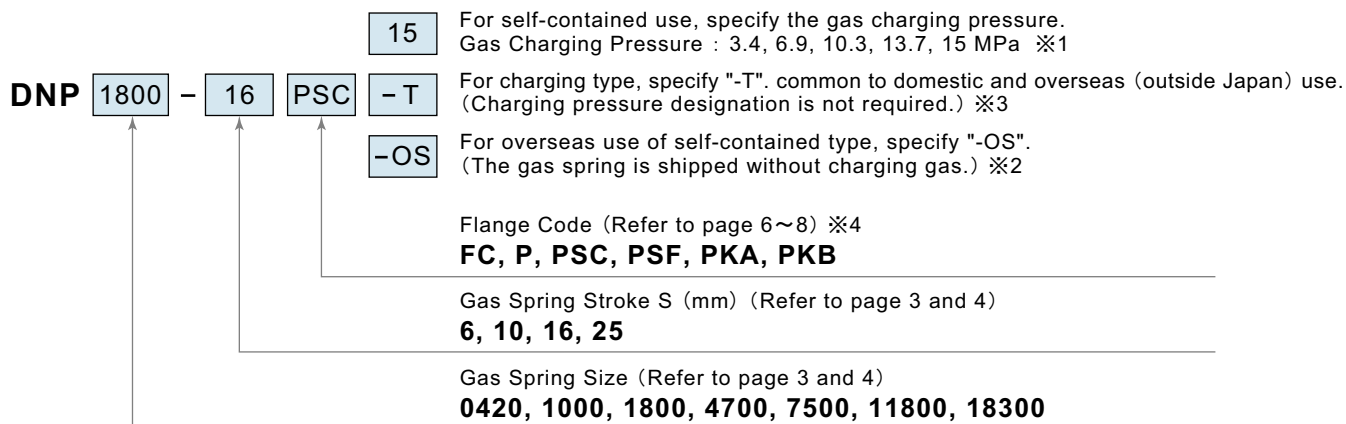 15
For self-contained use, specify the gas charging pressure.
Gas Charging Pressure : 3.4, 6.9, 10.3, 13.7, 15 MPa ※1
DNP 1800 – 16 PSC –T
For charging type, specify "-T". common to domestic and overseas (outside Japan) use.
(Charging pressure designation is not required.) ※3
–OS
For overseas use of self-contained type, specify "-OS".
(The gas spring is shipped without charging gas.) ※2
Flange Code (Refer to page 6～8) ※4
FC, P, PSC, PSF, PKA, PKB
Gas Spring Stroke S (mm) (Refer to page 3 and 4)
6, 10, 16, 25
Gas Spring Size (Refer to page 3 and 4)
0420, 1000, 1800, 4700, 7500, 11800, 18300